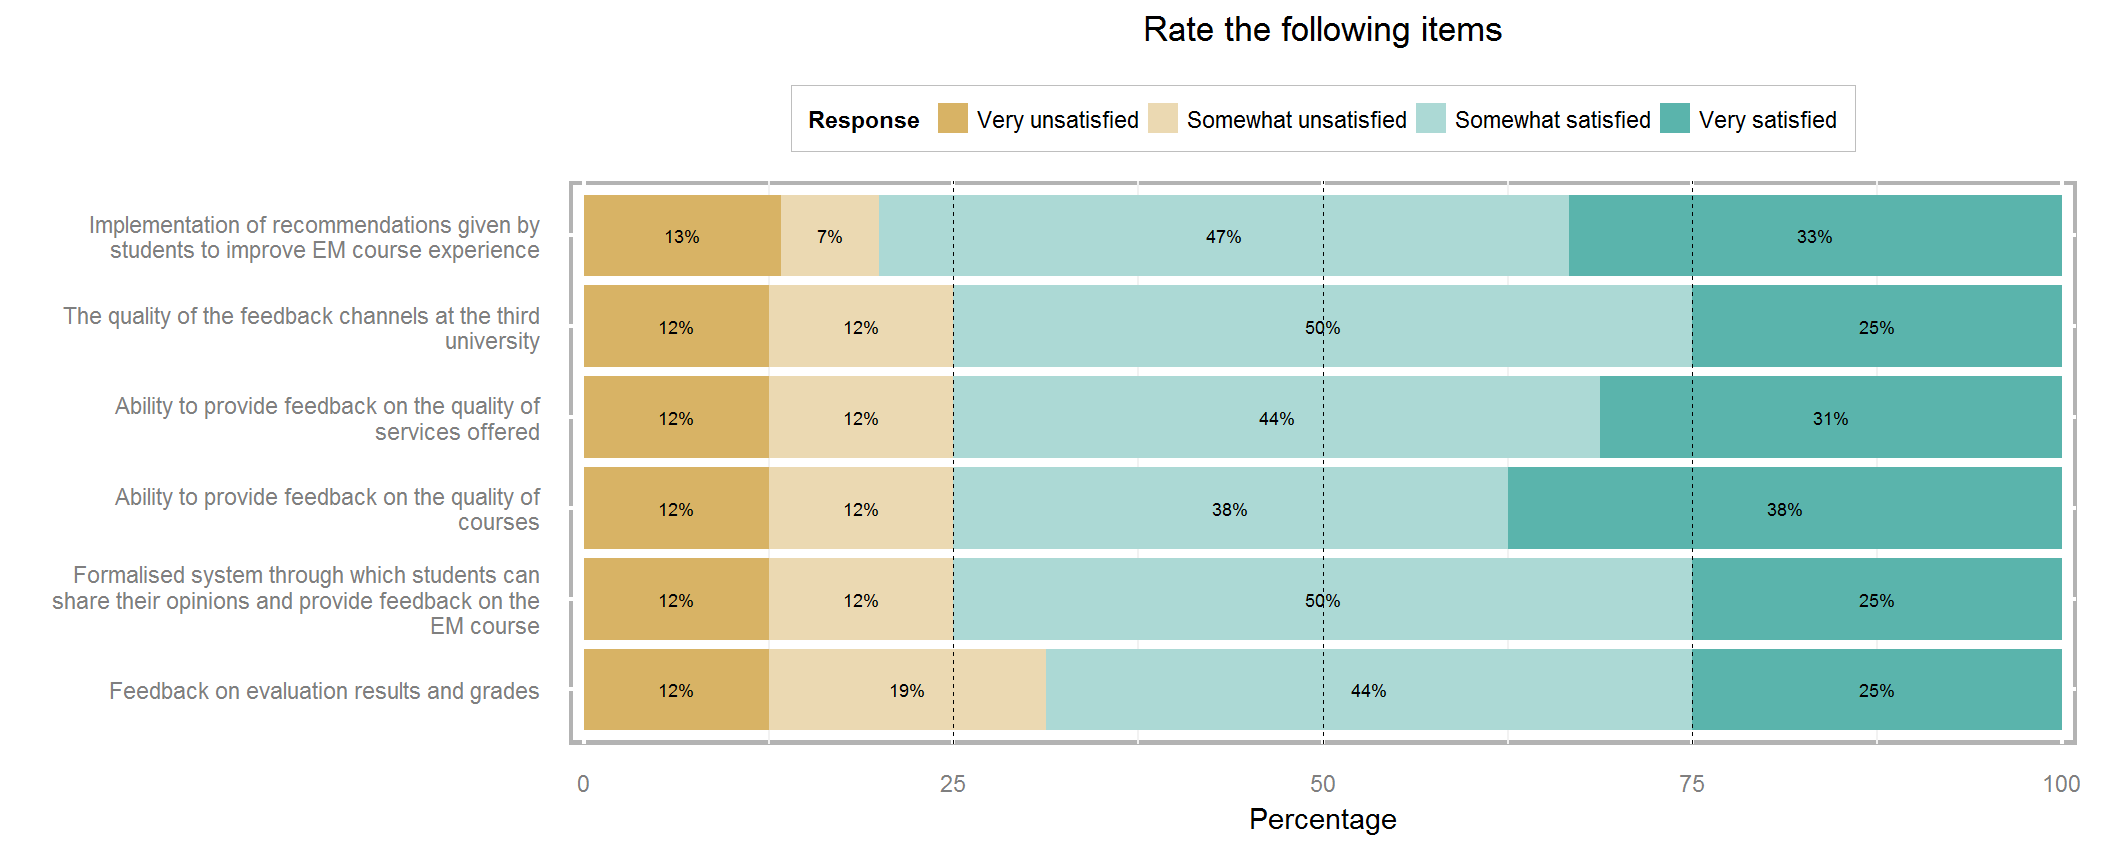 Rate the following items
Response Very unsatisfied Somewhat unsatisfied Somewhat satisfied Very satisfied
Implementation of recommendations given by
students to improve EM course experience
13% 7% 47% 33%
The quality of the feedback channels at the third
university
12% 12% 50% 25%
Ability to provide feedback on the quality of
services offered
12% 12% 44% 31%
Ability to provide feedback on the quality of
courses
12% 12% 38% 38%
Formalised system through which students can
share their opinions and provide feedback on the
EM course
12% 12% 50% 25%
Feedback on evaluation results and grades
12% 19% 44% 25%
0 25 50 75 100
Percentage